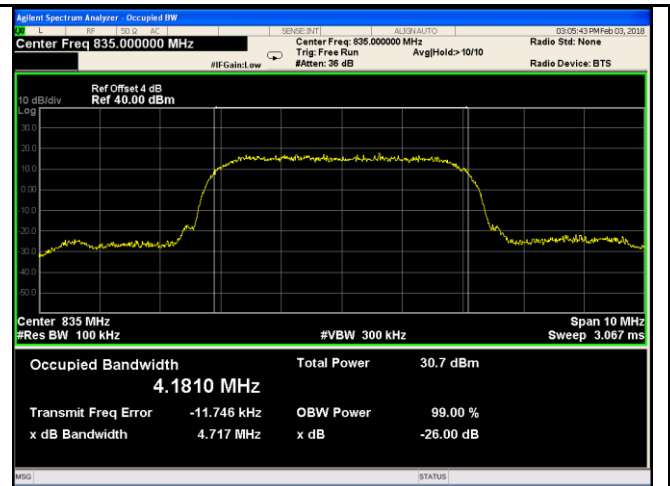 Agilent Spectrum Analyzer - Occupied BW
L RF 50 Ω AC SENSE:INT ALIGNAUTO 03:05:43 PM Feb 03, 2018
Center Freq 835.000000 MHz Center Freq: 835.000000 MHz Radio Std: None
Trig: Free Run Avg|Hold:> 10/10
#IFGain:Low #Atten: 36 dB Radio Device: BTS
Ref Offset 4 dB
10 dB/div Ref 40.00 dBm
Log
30.0
20.0
10.0
0.00
-10.0
-20.0
-30.0
-40.0
-50.0
Center 835 MHz Span 10 MHz
#Res BW 100 kHz #VBW 300 kHz Sweep 3.067 ms
Occupied Bandwidth Total Power 30.7 dBm
4.1810 MHz
Transmit Freq Error -11.746 kHz OBW Power 99.00 %
x dB Bandwidth 4.717 MHz x dB -26.00 dB
MSG STATUS